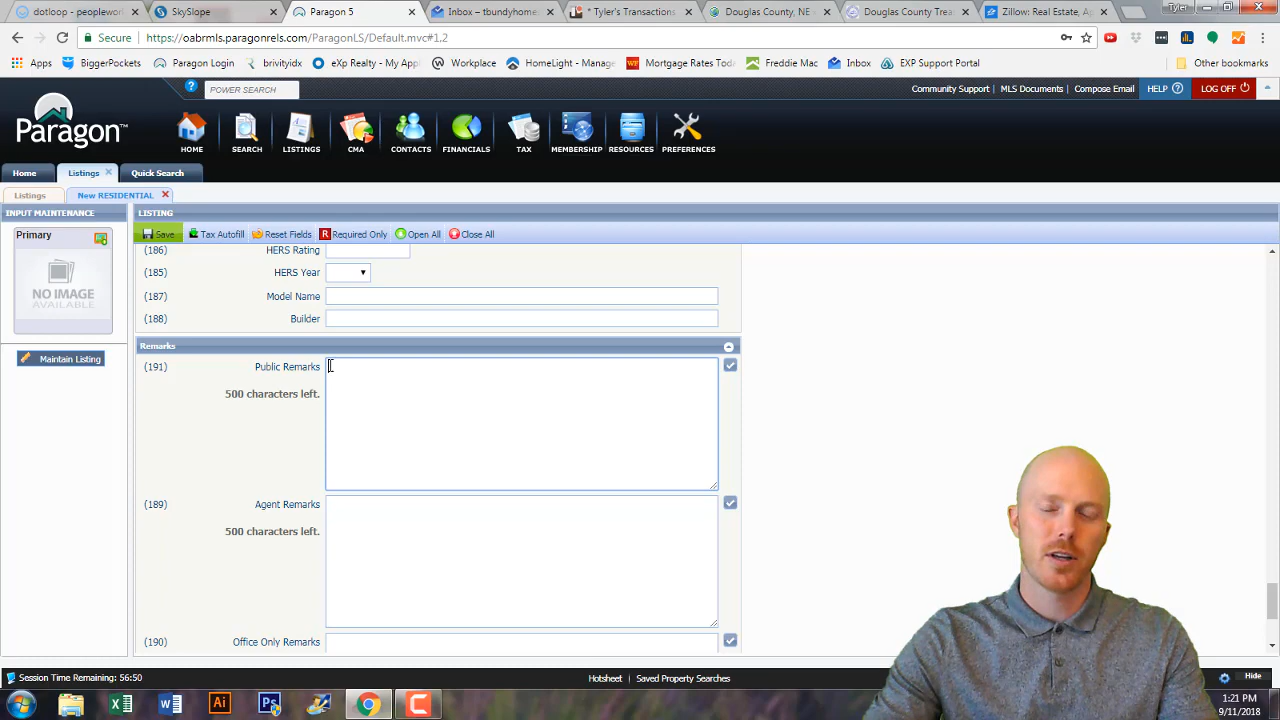 dotloop - peoplework
SkySlope
Paragon 5
Inbox – tbundyhomes
* Tyler's Transactions
Douglas County, NE
Douglas County Trea
Zillow: Real Estate, A
Tyler
Secure https://oabrmls.paragonrels.com/ParagonLS/Default.mvc#1.2
Apps BiggerPockets Paragon Login brivityidx eXp Realty - My App Workplace HomeLight - Manage Mortgage Rates Toda Freddie Mac Inbox EXP Support Portal Other bookmarks
POWER SEARCH
Community Support MLS Documents Compose Email HELP LOG OFF
Paragon™
HOME SEARCH LISTINGS CMA CONTACTS FINANCIALS TAX MEMBERSHIP RESOURCES PREFERENCES
Home Listings Quick Search
Listings New RESIDENTIAL
INPUT MAINTENANCE
LISTING
Primary
Save Tax Autofill Reset Fields Required Only Open All Close All
NO IMAGE
AVAILABLE
Maintain Listing
(186) HERS Rating
(185) HERS Year
(187) Model Name
(188) Builder
Remarks
(191) Public Remarks
500 characters left.
(189) Agent Remarks
500 characters left.
(190) Office Only Remarks
Session Time Remaining: 56:50
Hotsheet Saved Property Searches
Hide
1:21 PM
9/11/2018